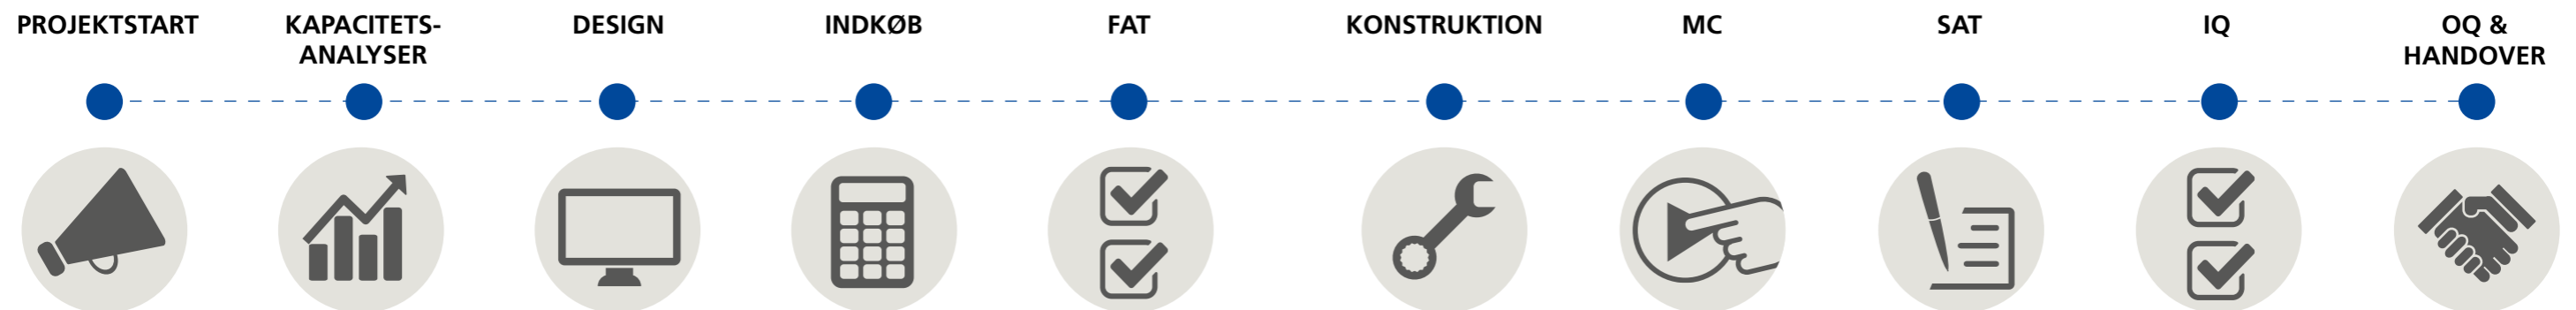 PROJEKTSTART
KAPACITETS-
ANALYSER
DESIGN
INDKØB
FAT
KONSTRUKTION
MC
SAT
IQ
OQ &
HANDOVER